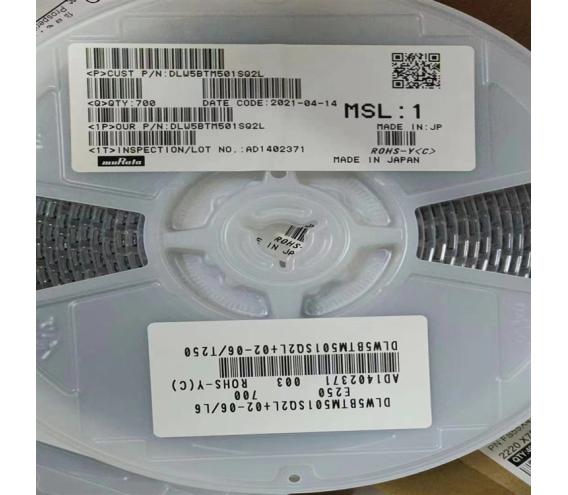 <P>CUST P/N:DLW5BTM501SQ2L
<Q>QTY:700 DATE CODE:2021-04-14
MSL:1
<1P>OUR P/N:DLW5BTM501SQ2L
MADE IN:JP
<1T>INSPECTION/LOT NO.:AD1402371
ROHS-Y<C>
muRata
MADE IN JAPAN
ROHS-
E IN JP
DLW5BTM501SQ2L+02-06/L6
700
E250
AD1402371 003 ROHS-Y(C)
DLW5BTM501SQ2L+02-06/T250
2220